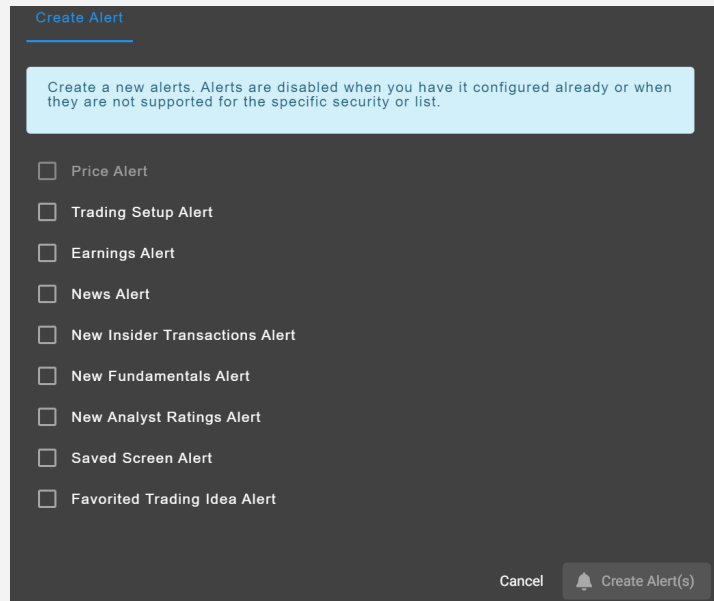 Create Alert
Create a new alerts. Alerts are disabled when you have it configured already or when
they are not supported for the specific security or list.
Price Alert
Trading Setup Alert
Earnings Alert
News Alert
New Insider Transactions Alert
New Fundamentals Alert
New Analyst Ratings Alert
Saved Screen Alert
Favorited Trading Idea Alert
Cancel
Create Alert(s)